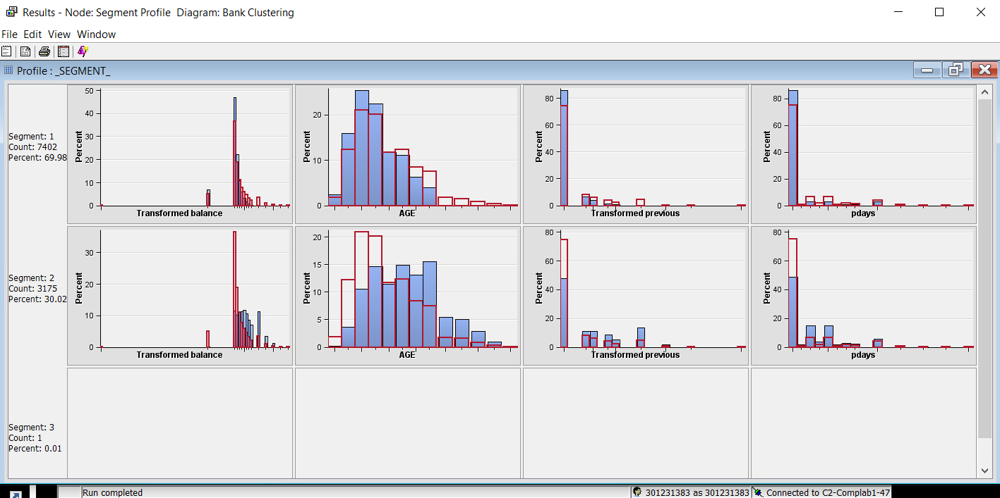 Results - Node: Segment Profile Diagram: Bank Clustering
File Edit View Window
Profile : _SEGMENT_
Segment: 1
Count: 7402
Percent: 69.98
Percent
50
40
30
20
10
0
Transformed balance
Percent
20
10
0
AGE
Percent
80
60
40
20
0
Transformed previous
Percent
80
60
40
20
0
pdays
Segment: 2
Count: 3175
Percent: 30.02
Percent
30
20
10
0
Transformed balance
Percent
20
15
10
5
0
AGE
Percent
80
60
40
20
0
Transformed previous
Percent
80
60
40
20
0
pdays
Segment: 3
Count: 1
Percent: 0.01
Run completed
301231383 as 301231383
Connected to C2-Complab1-47